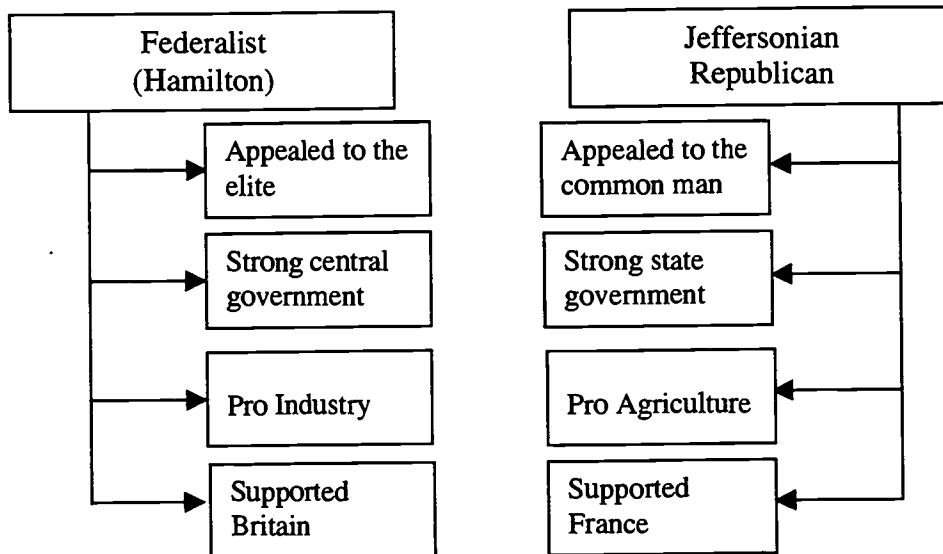 Federalist
(Hamilton)
Appealed to the
elite
Strong central
government
Pro Industry
Supported
Britain
Jeffersonian
Republican
Appealed to the
common man
Strong state
government
Pro Agriculture
Supported
France